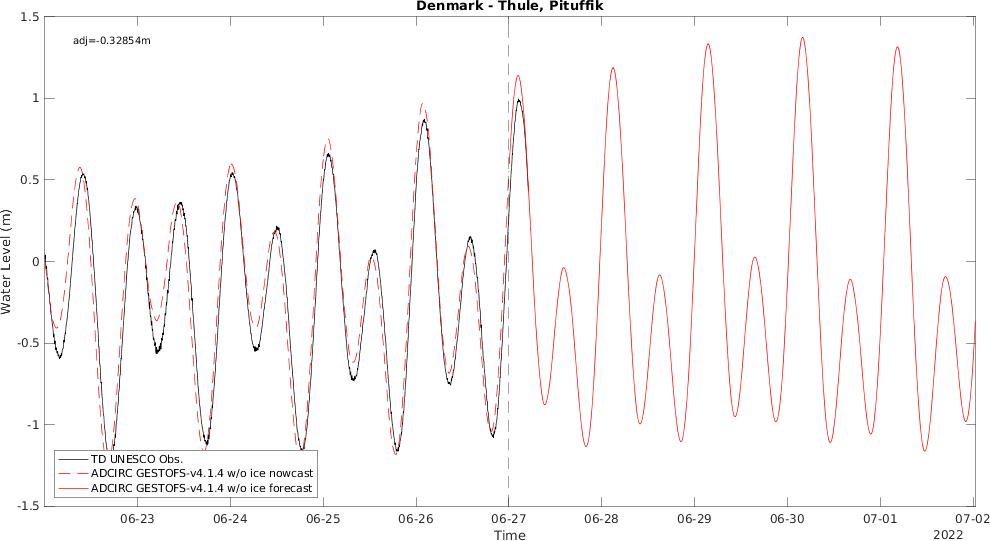 Denmark - Thule, Pituffik
adj=-0.32854m
1.5
1
0.5
0
-0.5
-1
-1.5
Water Level (m)
TD UNESCO Obs.
ADCIRC GESTOFS-v4.1.4 w/o ice nowcast
ADCIRC GESTOFS-v4.1.4 w/o ice forecast
06-23 06-24 06-25 06-26 06-27 06-28 06-29 06-30 07-01 07-02
Time
2022